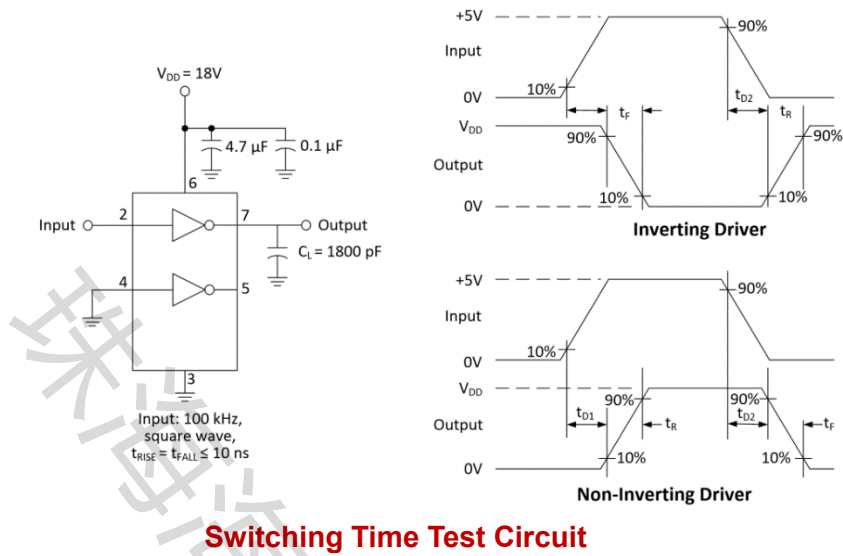 V_DD = 18V
4.7 µF
0.1 µF
6
Input
2
7
Output
C_L = 1800 pF
4
5
3
Input: 100 kHz,
square wave,
t_RISE = t_FALL ≤ 10 ns
+5V
90%
Input
10%
t_D2
0V
t_F
t_R
V_DD
90%
90%
Output
10%
10%
0V
Inverting Driver
+5V
90%
Input
10%
0V
V_DD
90%
90%
t_D1
t_D2
t_R
t_F
Output
10%
10%
0V
Non-Inverting Driver
Switching Time Test Circuit
珠海